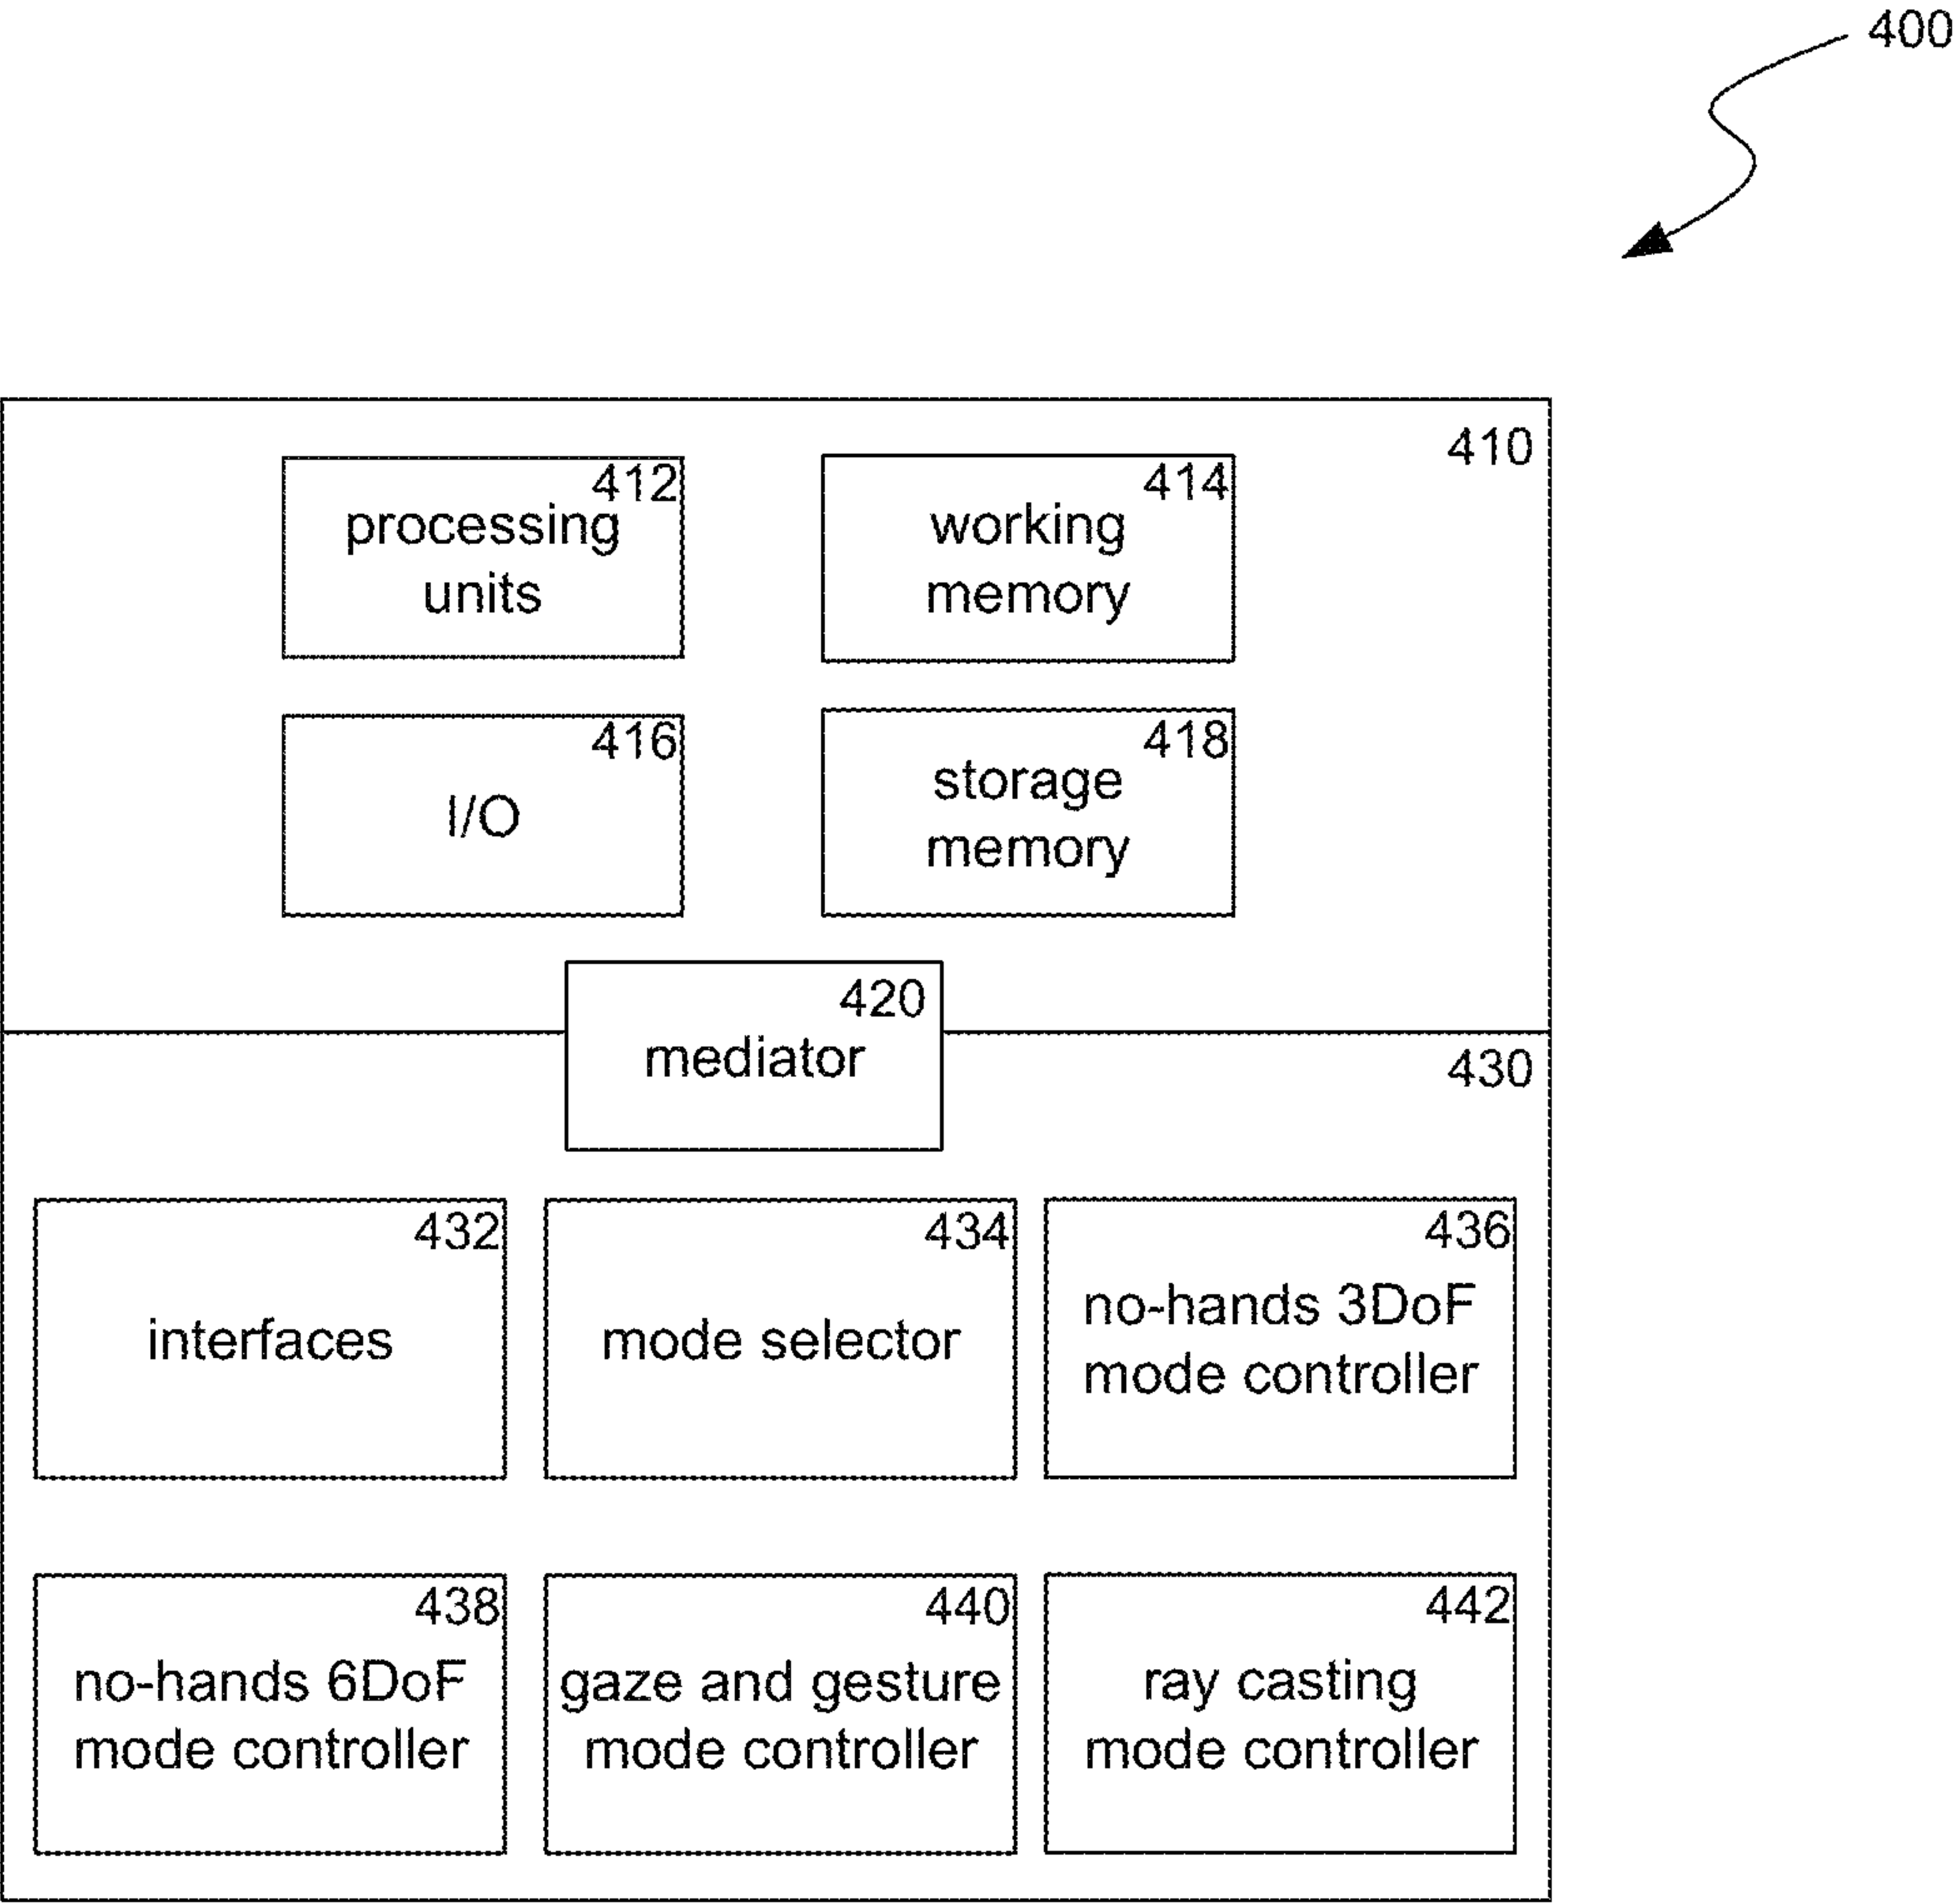 400
410
412
processing
units
414
working
memory
416
I/O
418
storage
memory
420
mediator
430
432
interfaces
434
mode selector
436
no-hands 3DoF
mode controller
438
no-hands 6DoF
mode controller
440
gaze and gesture
mode controller
442
ray casting
mode controller